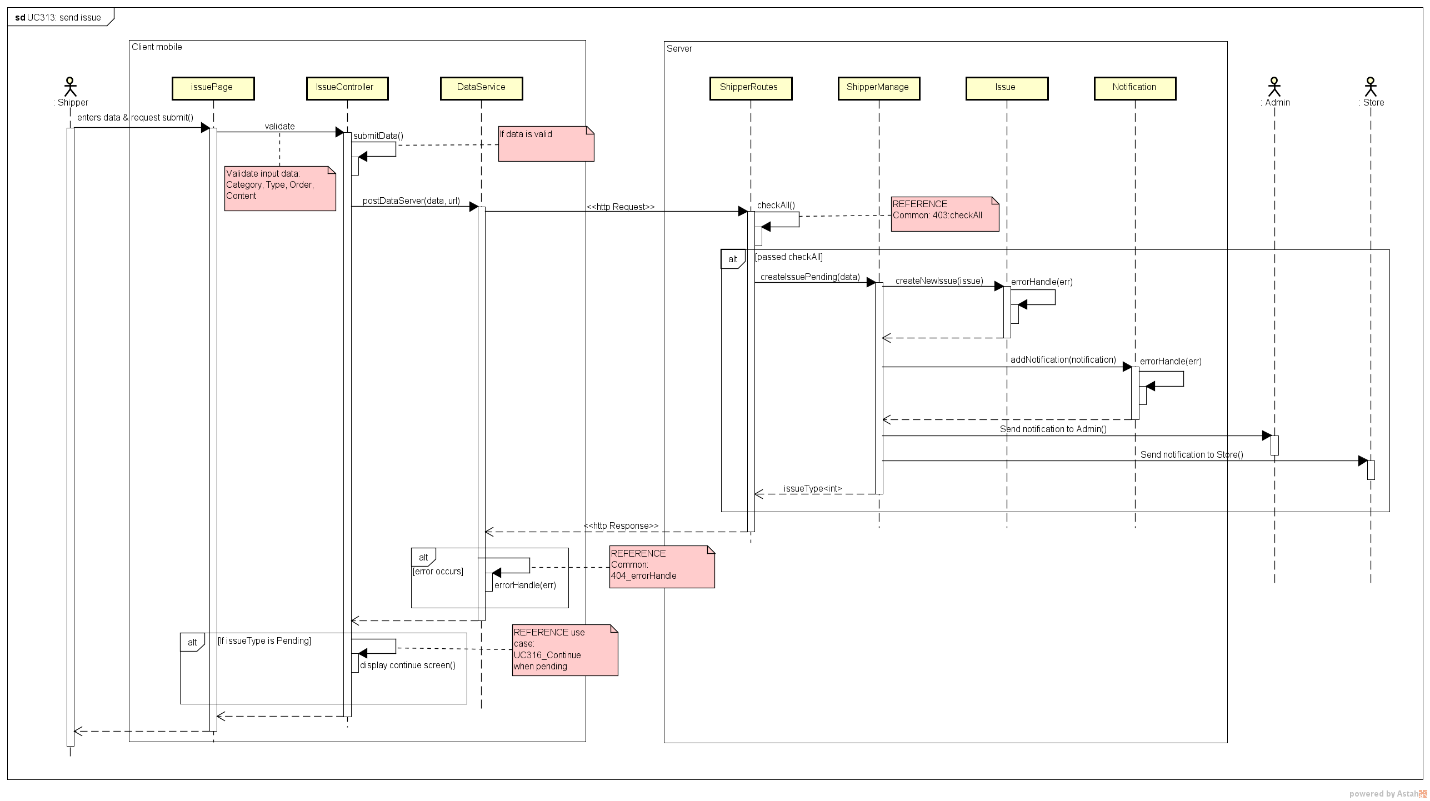 sd UC313: send issue
Client mobile
Server
: Shipper
IssuePage
IssueController
DataService
ShipperRoutes
ShipperManage
Issue
Notification
: Admin
: Store
enters data & request submit()
validate
submitData()
If data is valid
Validate input data:
Category, Type, Order,
Content
postDataServer(data, url)
<<http Request>>
checkAll()
REFERENCE
Common: 403:checkAll
alt
[passed checkAll]
createIssuePending(data)
createNewIssue(issue)
errorHandle(err)
addNotification(notification)
errorHandle(err)
Send notification to Admin()
Send notification to Store()
issueType<int>
<<http Response>>
alt
[error occurs]
errorHandle(err)
REFERENCE
Common:
404_errorHandle
alt
[if IssueType is Pending]
display continue screen()
REFERENCE use
case:
UC316_Continue
when pending
powered by Astah